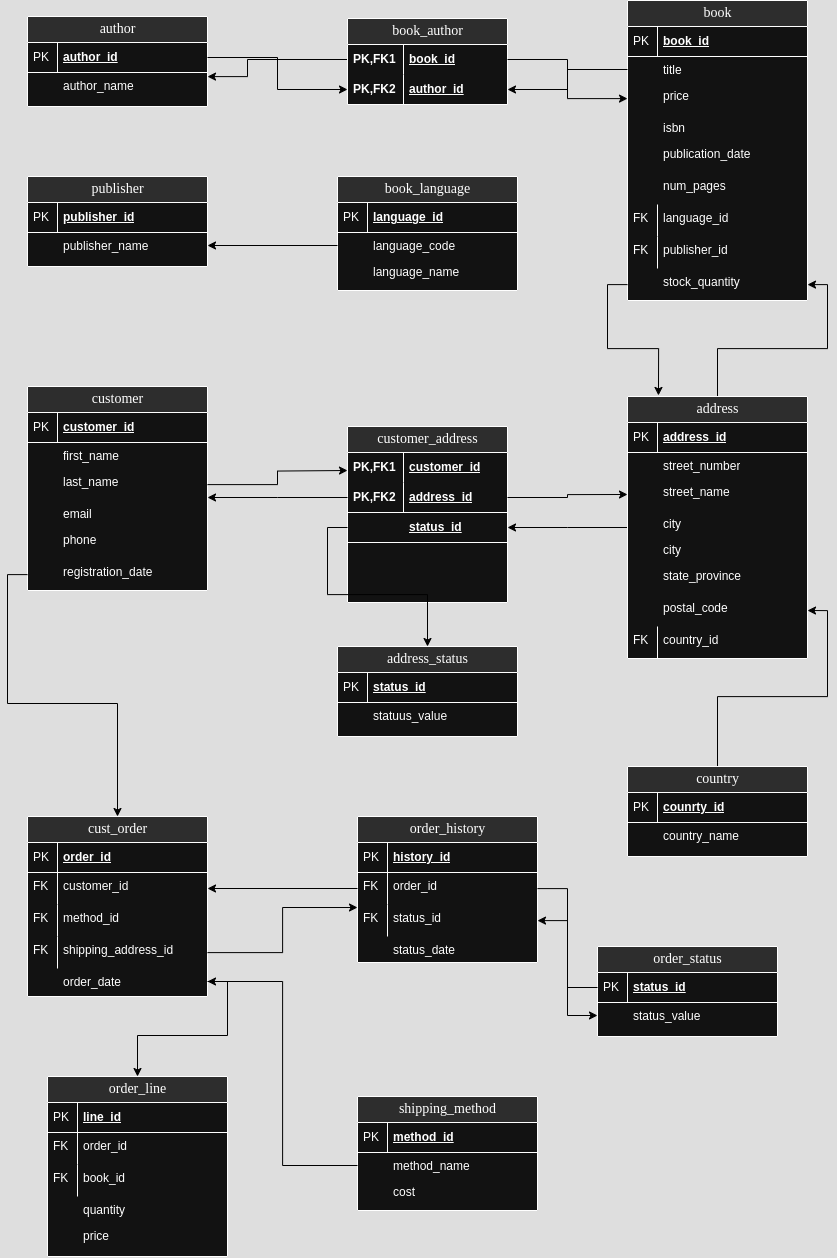 author
PK author_id
author_name
book_author
PK,FK1 book_id
PK,FK2 author_id
book
PK book_id
title
price
isbn
publication_date
num_pages
FK language_id
FK publisher_id
stock_quantity
publisher
PK publisher_id
publisher_name
book_language
PK language_id
language_code
language_name
customer
PK customer_id
first_name
last_name
email
phone
registration_date
customer_address
PK,FK1 customer_id
PK,FK2 address_id
status_id
address
PK address_id
street_number
street_name
city
city
state_province
postal_code
FK country_id
address_status
PK status_id
statuus_value
country
PK counrty_id
country_name
cust_order
PK order_id
FK customer_id
FK method_id
FK shipping_address_id
order_date
order_history
PK history_id
FK order_id
FK status_id
status_date
order_status
PK status_id
status_value
order_line
PK line_id
FK order_id
FK book_id
quantity
price
shipping_method
PK method_id
method_name
cost